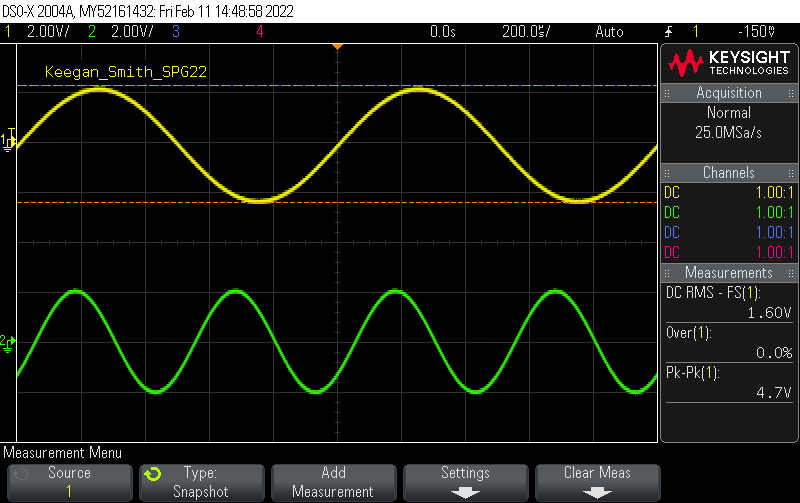 DSO-X 2004A, MY52161432: Fri Feb 11 14:48:58 2022
1 2.00V/ 2 2.00V/ 3 4 0.0s 200.0s/ Auto 1 -150V
Keegan_Smith_SPG22
KEYSIGHT
TECHNOLOGIES
Acquisition
Normal
25.0MSa/s
Channels
DC 1.00:1
DC 1.00:1
DC 1.00:1
DC 1.00:1
Measurements
DC RMS - FS(1):
1.60V
Over(1):
0.0%
Pk-Pk(1):
4.7V
1
2
Measurement Menu
Source
1
Type:
Snapshot
Add
Measurement
Settings
Clear Meas